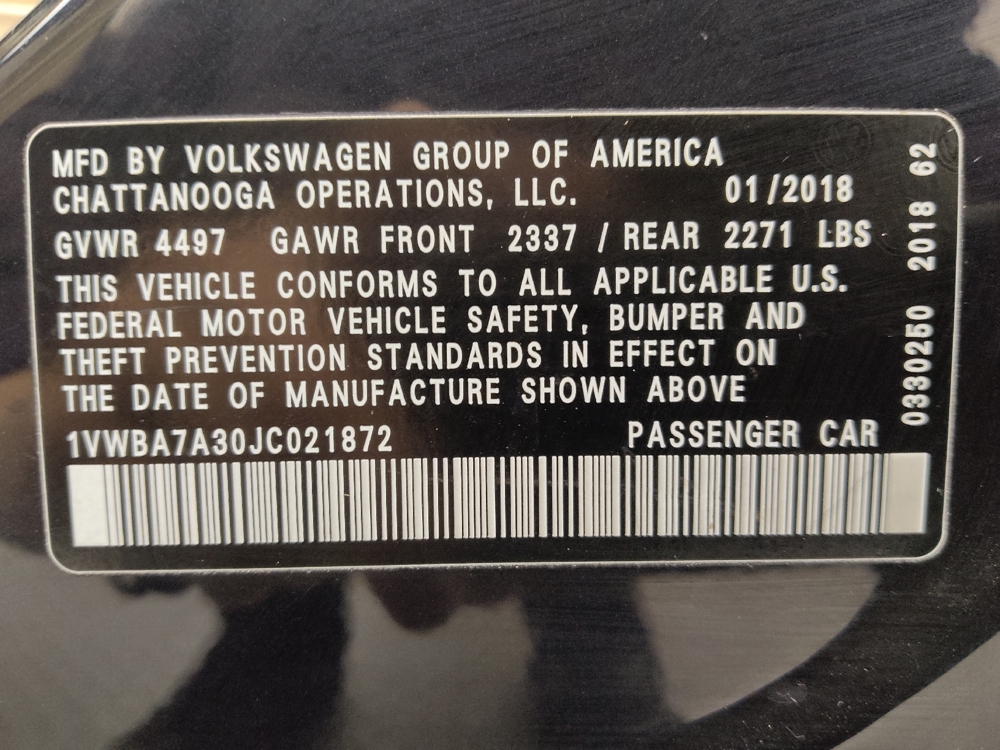 MFD BY VOLKSWAGEN GROUP OF AMERICA
CHATTANOOGA OPERATIONS, LLC. 01/2018
GVWR 4497 GAWR FRONT 2337 / REAR 2271 LBS
THIS VEHICLE CONFORMS TO ALL APPLICABLE U.S.
FEDERAL MOTOR VEHICLE SAFETY, BUMPER AND
THEFT PREVENTION STANDARDS IN EFFECT ON
THE DATE OF MANUFACTURE SHOWN ABOVE
1VWBA7A30JC021872 PASSENGER CAR
0330250 2018 62